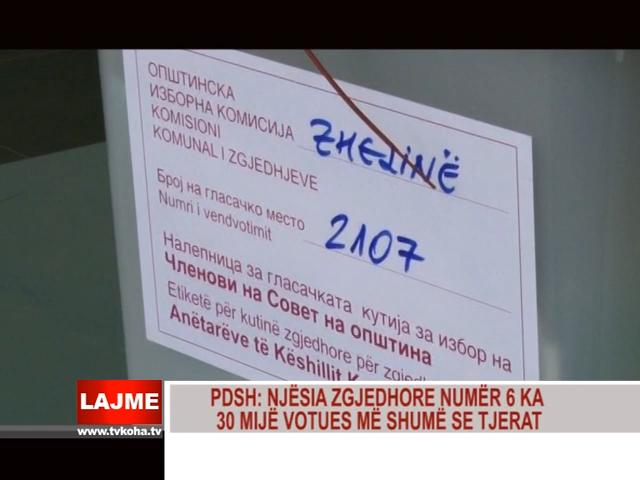 ОПШТИНСКА
ИЗБОРНА КОМИСИЈА
KOMISIONI
KOMUNAL I ZGJEDHJEVE
ZHELINË
Број на гласачко место
Numri i vendvotimit
2107
Налепница за гласачката кутија за избор на
Членови на Совет на општина
Etiketë për kutinë zgjedhore për
Anëtarëve të Këshillit
LAJME
www.tvkoha.tv
PDSH: NJËSIA ZGJEDHORE NUMËR 6 KA
30 MIJË VOTUES MË SHUMË SE TJERAT